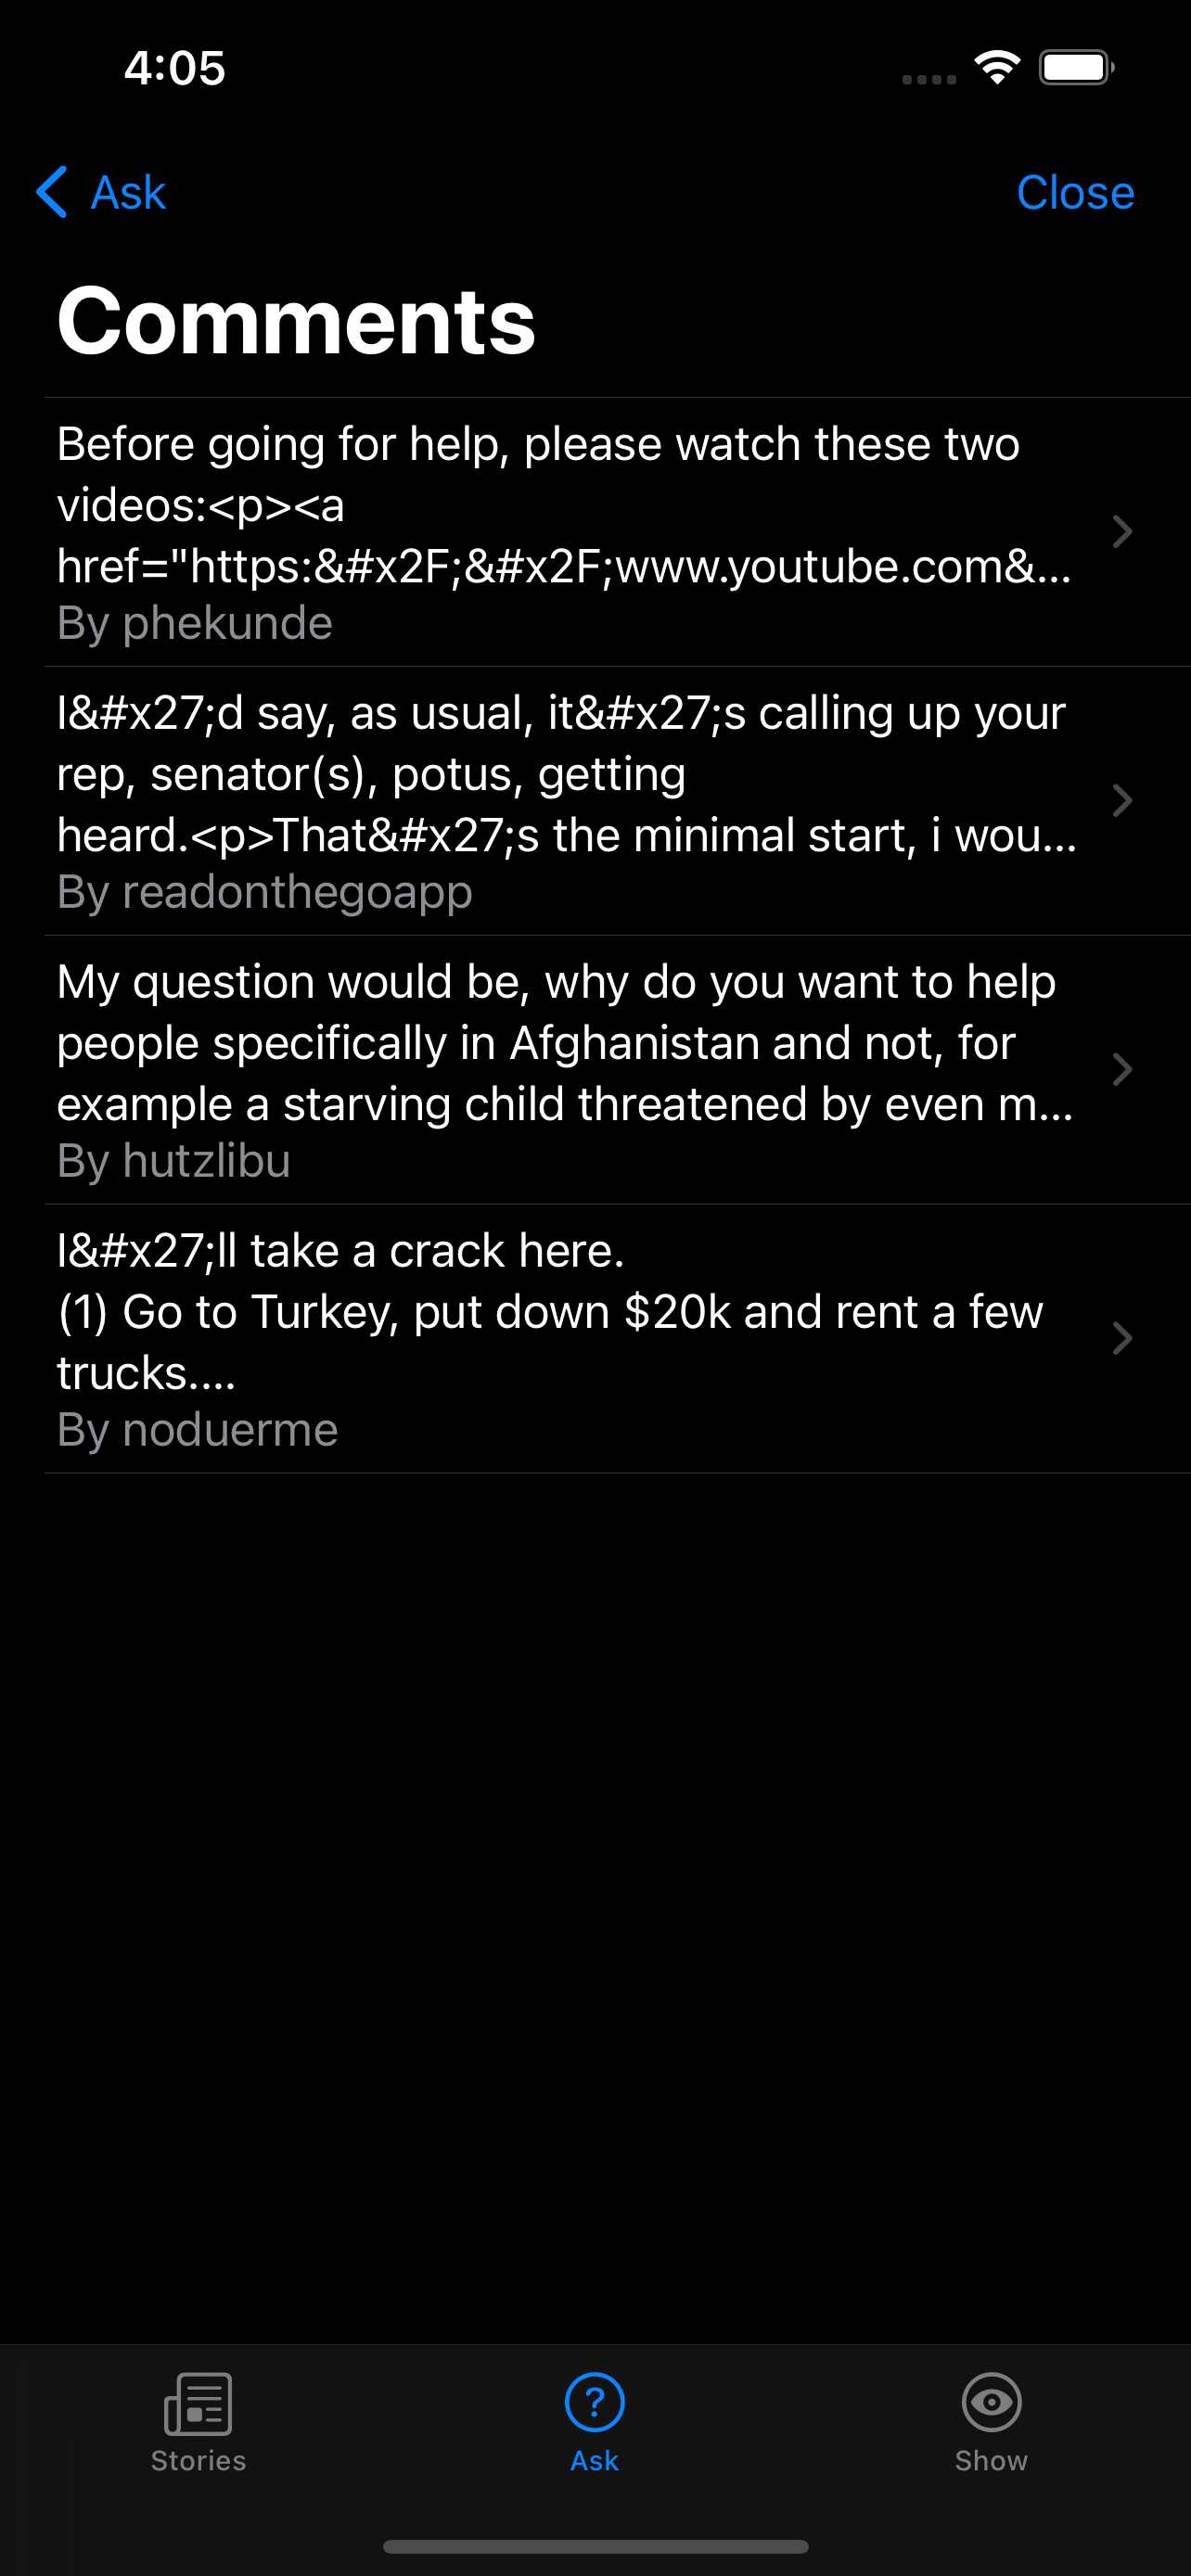 4:05
Ask
Close
Comments
Before going for help, please watch these two
videos:<p><a
href="https:&#x2F;&#x2F;www.youtube.com&...
By phekunde
I&#x27;d say, as usual, it&#x27;s calling up your
rep, senator(s), potus, getting
heard.<p>That&#x27;s the minimal start, i wou...
By readonthegoapp
My question would be, why do you want to help
people specifically in Afghanistan and not, for
example a starving child threatened by even m...
By hutzlibu
I&#x27;ll take a crack here.
(1) Go to Turkey, put down $20k and rent a few
trucks....
By noduerme
Stories
Ask
Show